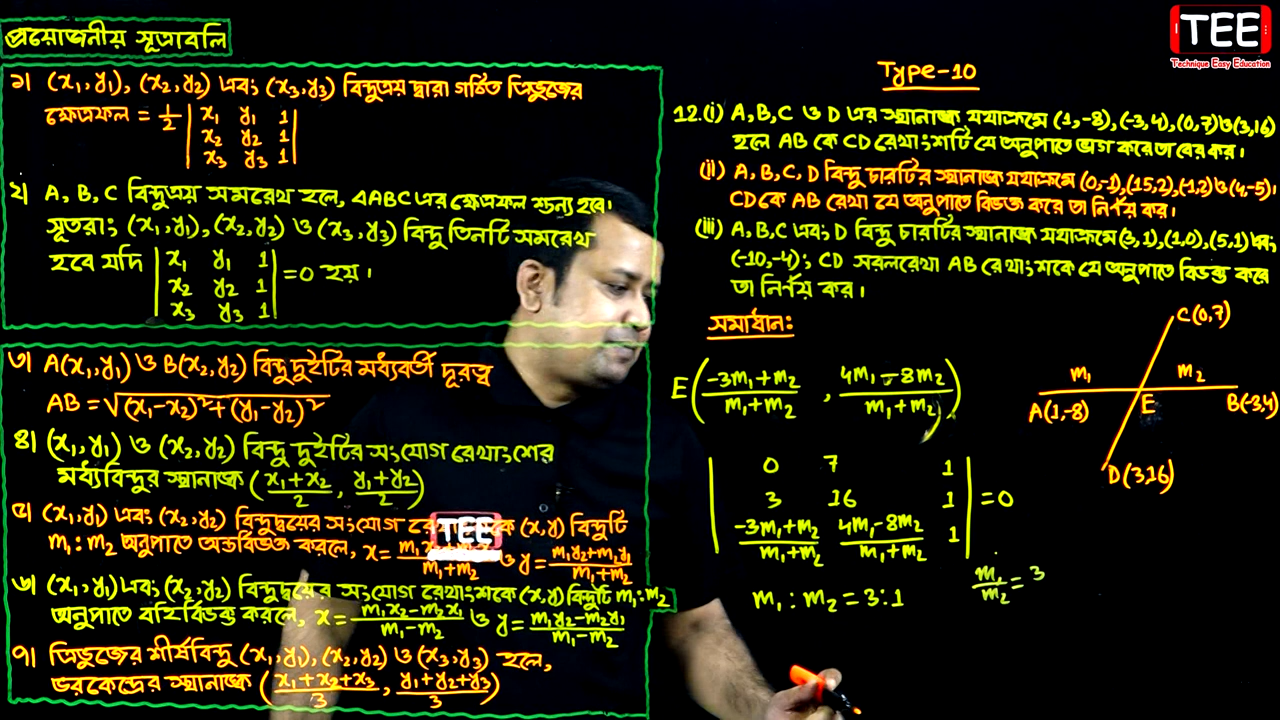 প্রয়োজনীয় সূত্রাবলি
১। (x₁, y₁), (x₂, y₂) এবং (x₃, y₃) বিন্দুত্রয় দ্বারা গঠিত ত্রিভুজের
ক্ষেত্রফল = 1/2 | x₁ y₁ 1 |
| x₂ y₂ 1 |
| x₃ y₃ 1 |
২। A, B, C বিন্দুত্রয় সমরেখ হলে, ΔABC এর ক্ষেত্রফল শূন্য হবে।
সুতরাং (x₁, y₁), (x₂, y₂) ও (x₃, y₃) বিন্দু তিনটি সমরেখ
হবে যদি | x₁ y₁ 1 | = 0 হয়।
| x₂ y₂ 1 |
| x₃ y₃ 1 |
৩। A(x₁, y₁) ও B(x₂, y₂) বিন্দু দুইটির মধ্যবর্তী দূরত্ব
AB = √(x₁-x₂)²+(y₁-y₂)²
৪। (x₁, y₁) ও (x₂, y₂) বিন্দু দুইটির সংযোগ রেখাংশের
মধ্যবিন্দুর স্থানাঙ্ক ((x₁+x₂)/2, (y₁+y₂)/2)
৫। (x₁, y₁) এবং (x₂, y₂) বিন্দুদ্বয়ের সংযোগ কে (x, y) বিন্দুটি
m₁:m₂ অনুপাতে অন্তর্বিভক্ত করলে, x = /(m₁+m₂) ও y = (m₁y₂+m₂y₁)/(m₁+m₂)
৬। (x₁, y₁) এবং (x₂, y₂) বিন্দুদ্বয়ের সংযোগ রেখাংশকে (x, y) বিন্দুটি m₁:m₂
অনুপাতে বহির্বিভক্ত করলে, x = (m₁x₂-m₂x₁)/(m₁-m₂) ও y = (m₁y₂-m₂y₁)/(m₁-m₂)
৭। ত্রিভুজের শীর্ষবিন্দু (x₁, y₁), (x₂, y₂) ও (x₃, y₃) হলে,
ভরকেন্দ্রের স্থানাঙ্ক ((x₁+x₂+x₃)/3, (y₁+y₂+y₃)/3)
TEE
TEE
Technique Easy Education
Type-10
12.(i) A, B, C ও D এর স্থানাঙ্ক যথাক্রমে (1,-8), (-3,4), (0,7) ও (3,16)
হলে AB কে CD রেখাংশটি যে অনুপাতে ভাগ করে তা বের কর।
(ii) A, B, C, D বিন্দু চারটির স্থানাঙ্ক যথাক্রমে (0,-1), (15,2), (-1,2) ও (4,-5)।
CD কে AB রেখা যে অনুপাতে বিভক্ত করে তা নির্ণয় কর।
(iii) A, B, C এবং D বিন্দু চারটির স্থানাঙ্ক যথাক্রমে (3,1), (1,0), (5,1) এবং
(-10,-4); CD সরলরেখা AB রেখাংশকে যে অনুপাতে বিভক্ত করে
তা নির্ণয় কর।
সমাধান:
E((-3m₁+m₂)/(m₁+m₂), (4m₁-8m₂)/(m₁+m₂))
C(0,7)
m₁ m₂
A(1,-8) E B(-3,4)
D(3,16)
| 0 7 1 |
| 3 16 1 | = 0
| (-3m₁+m₂)/(m₁+m₂) (4m₁-8m₂)/(m₁+m₂) 1 |
m₁/m₂ = 3
m₁ : m₂ = 3:1